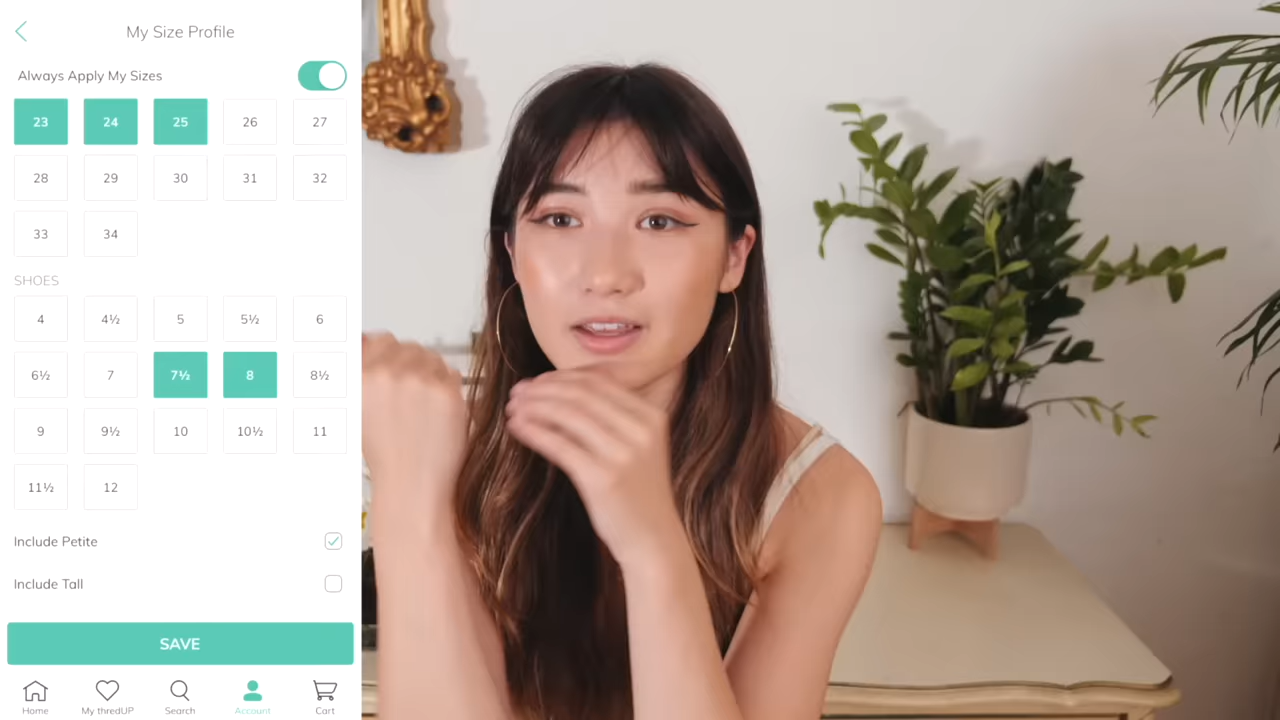 My Size Profile
Always Apply My Sizes
23 24 25 26 27
28 29 30 31 32
33 34
SHOES
4 4½ 5 5½ 6
6½ 7 7½ 8 8½
9 9½ 10 10½ 11
11½ 12
Include Petite
Include Tall
SAVE
Home My thredUP Search Account Cart